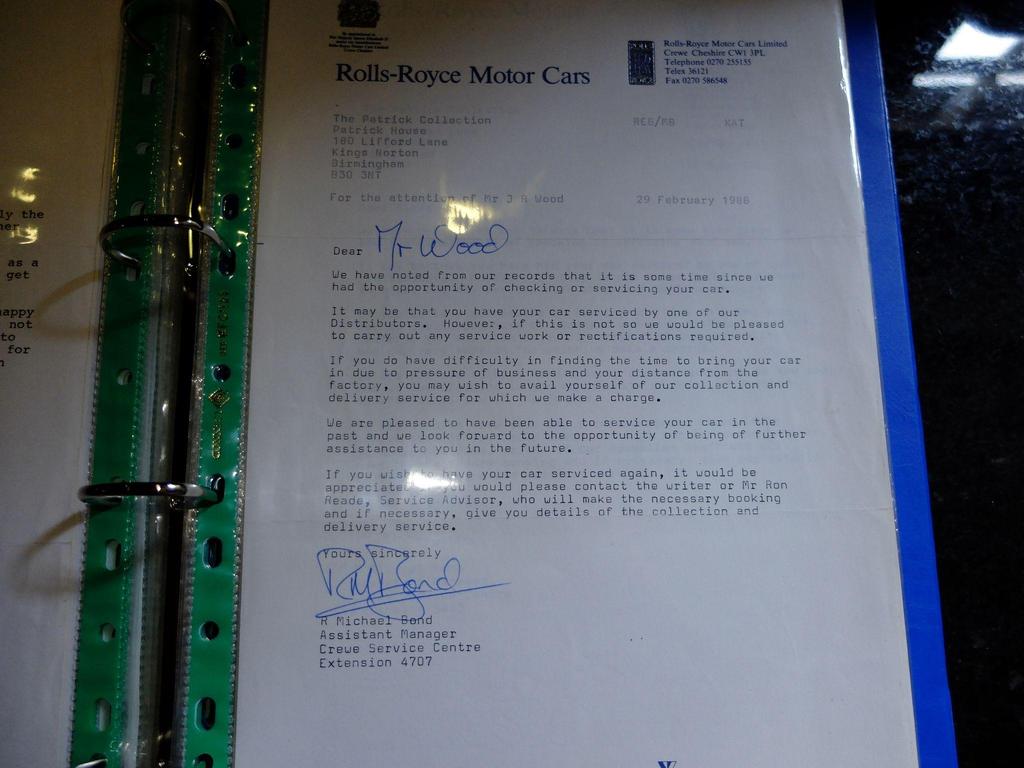 ly the
as a
get
not
to
for
Rolls-Royce Motor Cars
Rolls-Royce Motor Cars Limited
Crewe Cheshire CW1 3PL
Telephone 0270 255155
Telex 36121
Fax 0270 586548
The Patrick Collection
Patrick House
180 Lifford Lane
Kings Norton
Birmingham
B30 3NT
REG/MB KAT
For the attention of Mr J R Wood
29 February 1988
Dear Mr Wood
We have noted from our records that it is some time since we
had the opportunity of checking or servicing your car.
It may be that you have your car serviced by one of our
Distributors. However, if this is not so we would be pleased
to carry out any service work or rectifications required.
If you do have difficulty in finding the time to bring your car
in due to pressure of business and your distance from the
factory, you may wish to avail yourself of our collection and
delivery service for which we make a charge.
We are pleased to have been able to service your car in the
past and we look forward to the opportunity of being of further
assistance to you in the future.
If you wish to have your car serviced again, it would be
you would please contact the writer or Mr Ron
Reade, Service Advisor, who will make the necessary booking
and if necessary, give you details of the collection and
delivery service.
Yours sincerely
R Michael Bond
Assistant Manager
Crewe Service Centre
Extension 4707